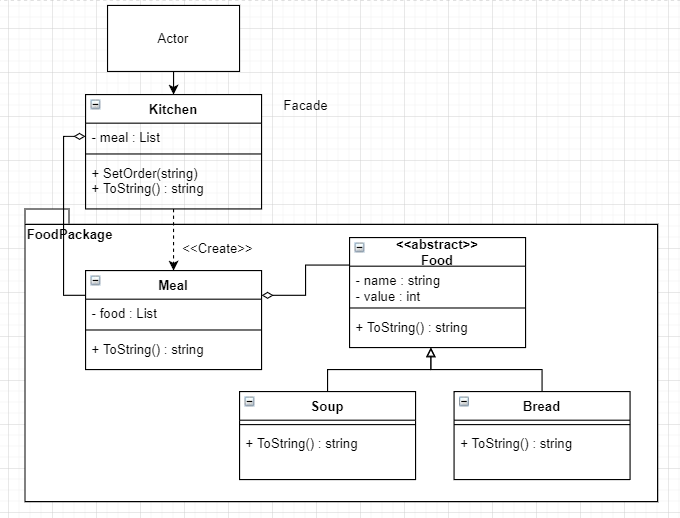 Actor
Kitchen
Facade
- meal : List
+ SetOrder(string)
+ ToString() : string
FoodPackage
<<Create>>
<<abstract>>
Food
- name : string
- value : int
+ ToString() : string
Meal
- food : List
+ ToString() : string
Soup
+ ToString() : string
Bread
+ ToString() : string